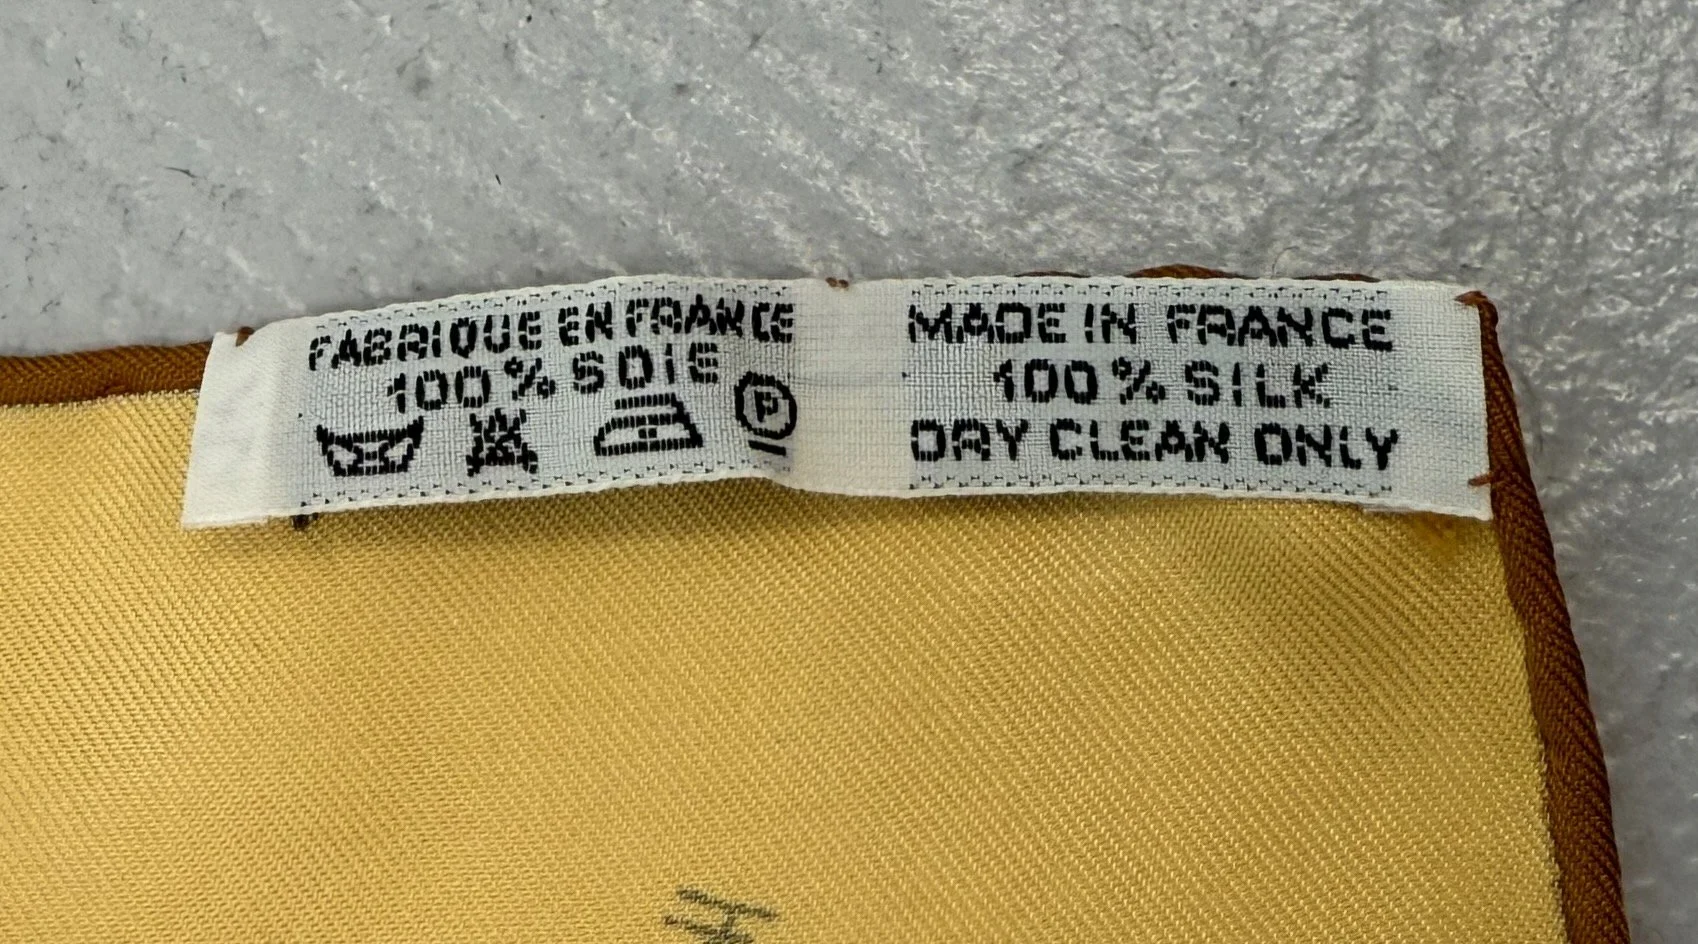 FABRIQUE EN FRANCE
100% SOIE
P
MADE IN FRANCE
100% SILK
DRY CLEAN ONLY